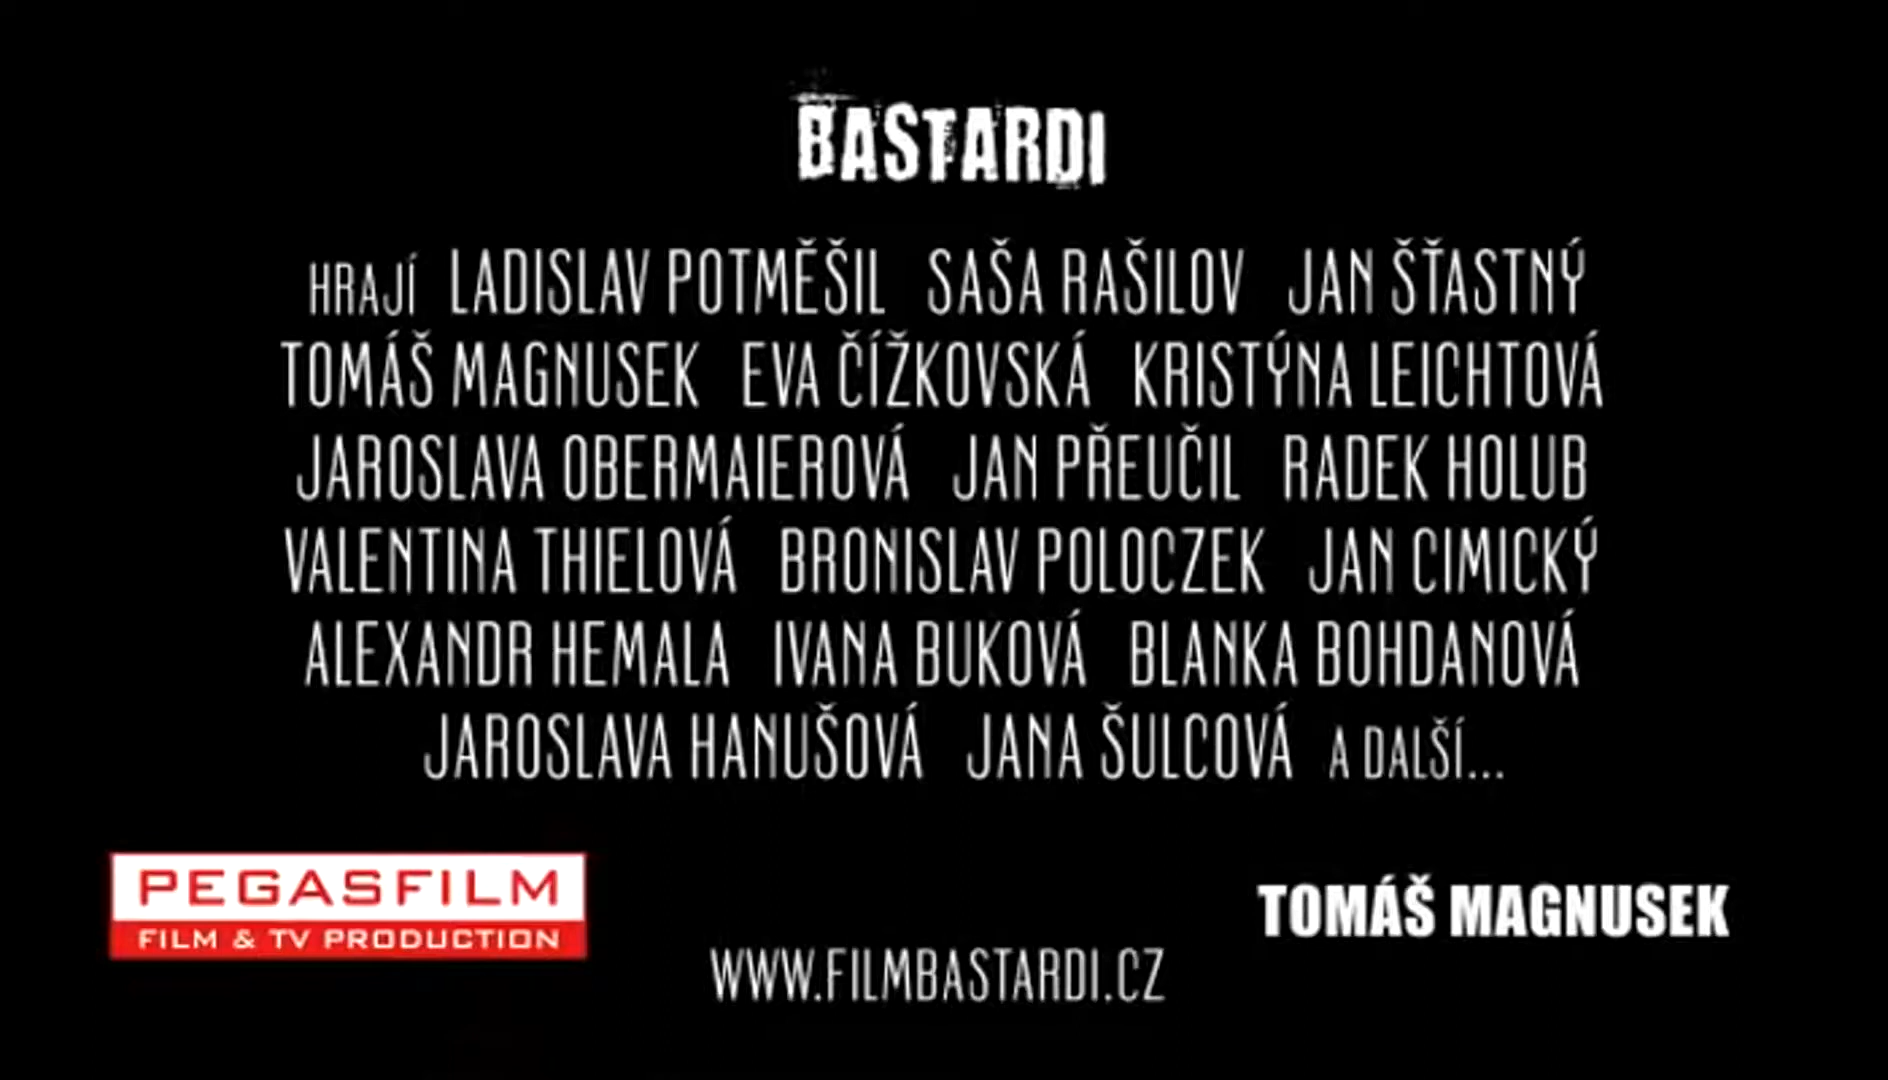 BASTARDI
HRAJÍ LADISLAV POTMĚŠIL SAŠA RAŠILOV JAN ŠŤASTNÝ
TOMÁŠ MAGNUSEK EVA ČÍŽKOVSKÁ KRISTÝNA LEICHTOVÁ
JAROSLAVA OBERMAIEROVÁ JAN PŘEUČIL RADEK HOLUB
VALENTINA THIELOVÁ BRONISLAV POLOCZEK JAN CIMICKÝ
ALEXANDR HEMALA IVANA BUKOVÁ BLANKA BOHDANOVÁ
JAROSLAVA HANUŠOVÁ JANA ŠULCOVÁ A DALŠÍ...
PEGASFILM
FILM & TV PRODUCTION
TOMÁŠ MAGNUSEK
WWW.FILMBASTARDI.CZ